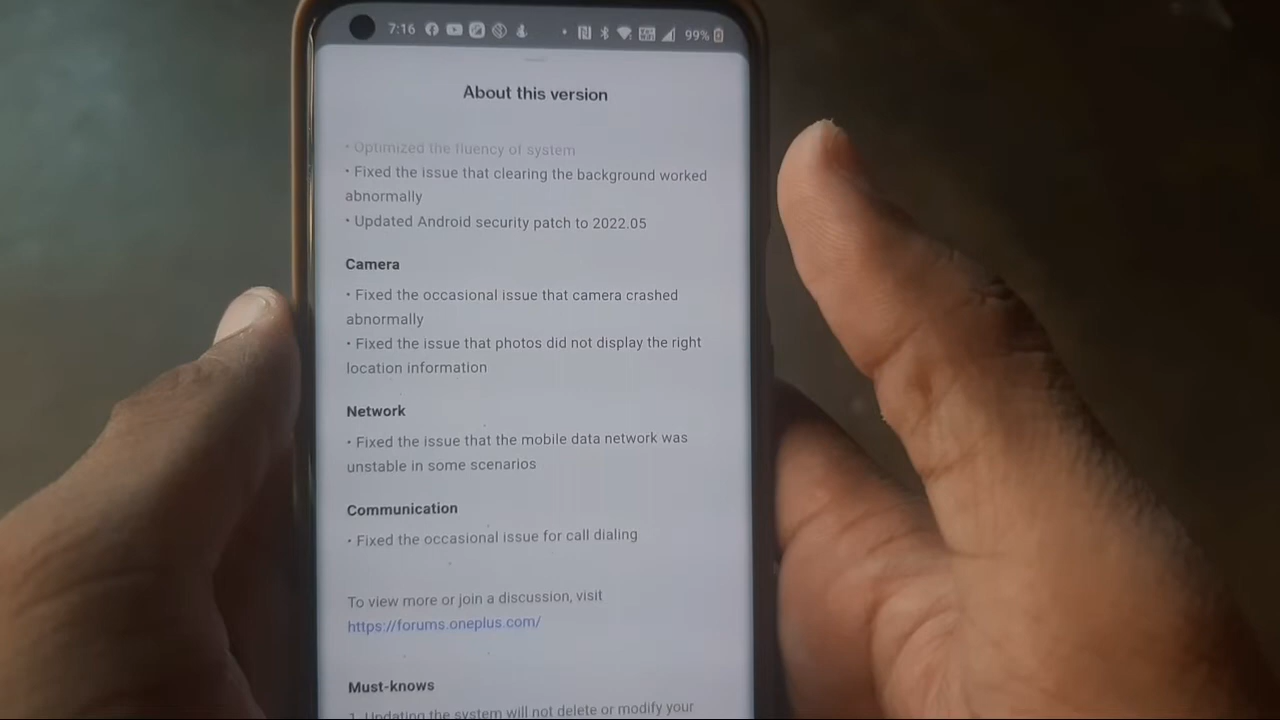 7:16
99%
About this version
• Optimized the fluency of system
• Fixed the issue that clearing the background worked
abnormally
• Updated Android security patch to 2022.05
Camera
• Fixed the occasional issue that camera crashed
abnormally
• Fixed the issue that photos did not display the right
location information
Network
• Fixed the issue that the mobile data network was
unstable in some scenarios
Communication
• Fixed the occasional issue for call dialing
To view more or join a discussion, visit
https://forums.oneplus.com/
Must-knows
1. Updating the system will not delete or modify your